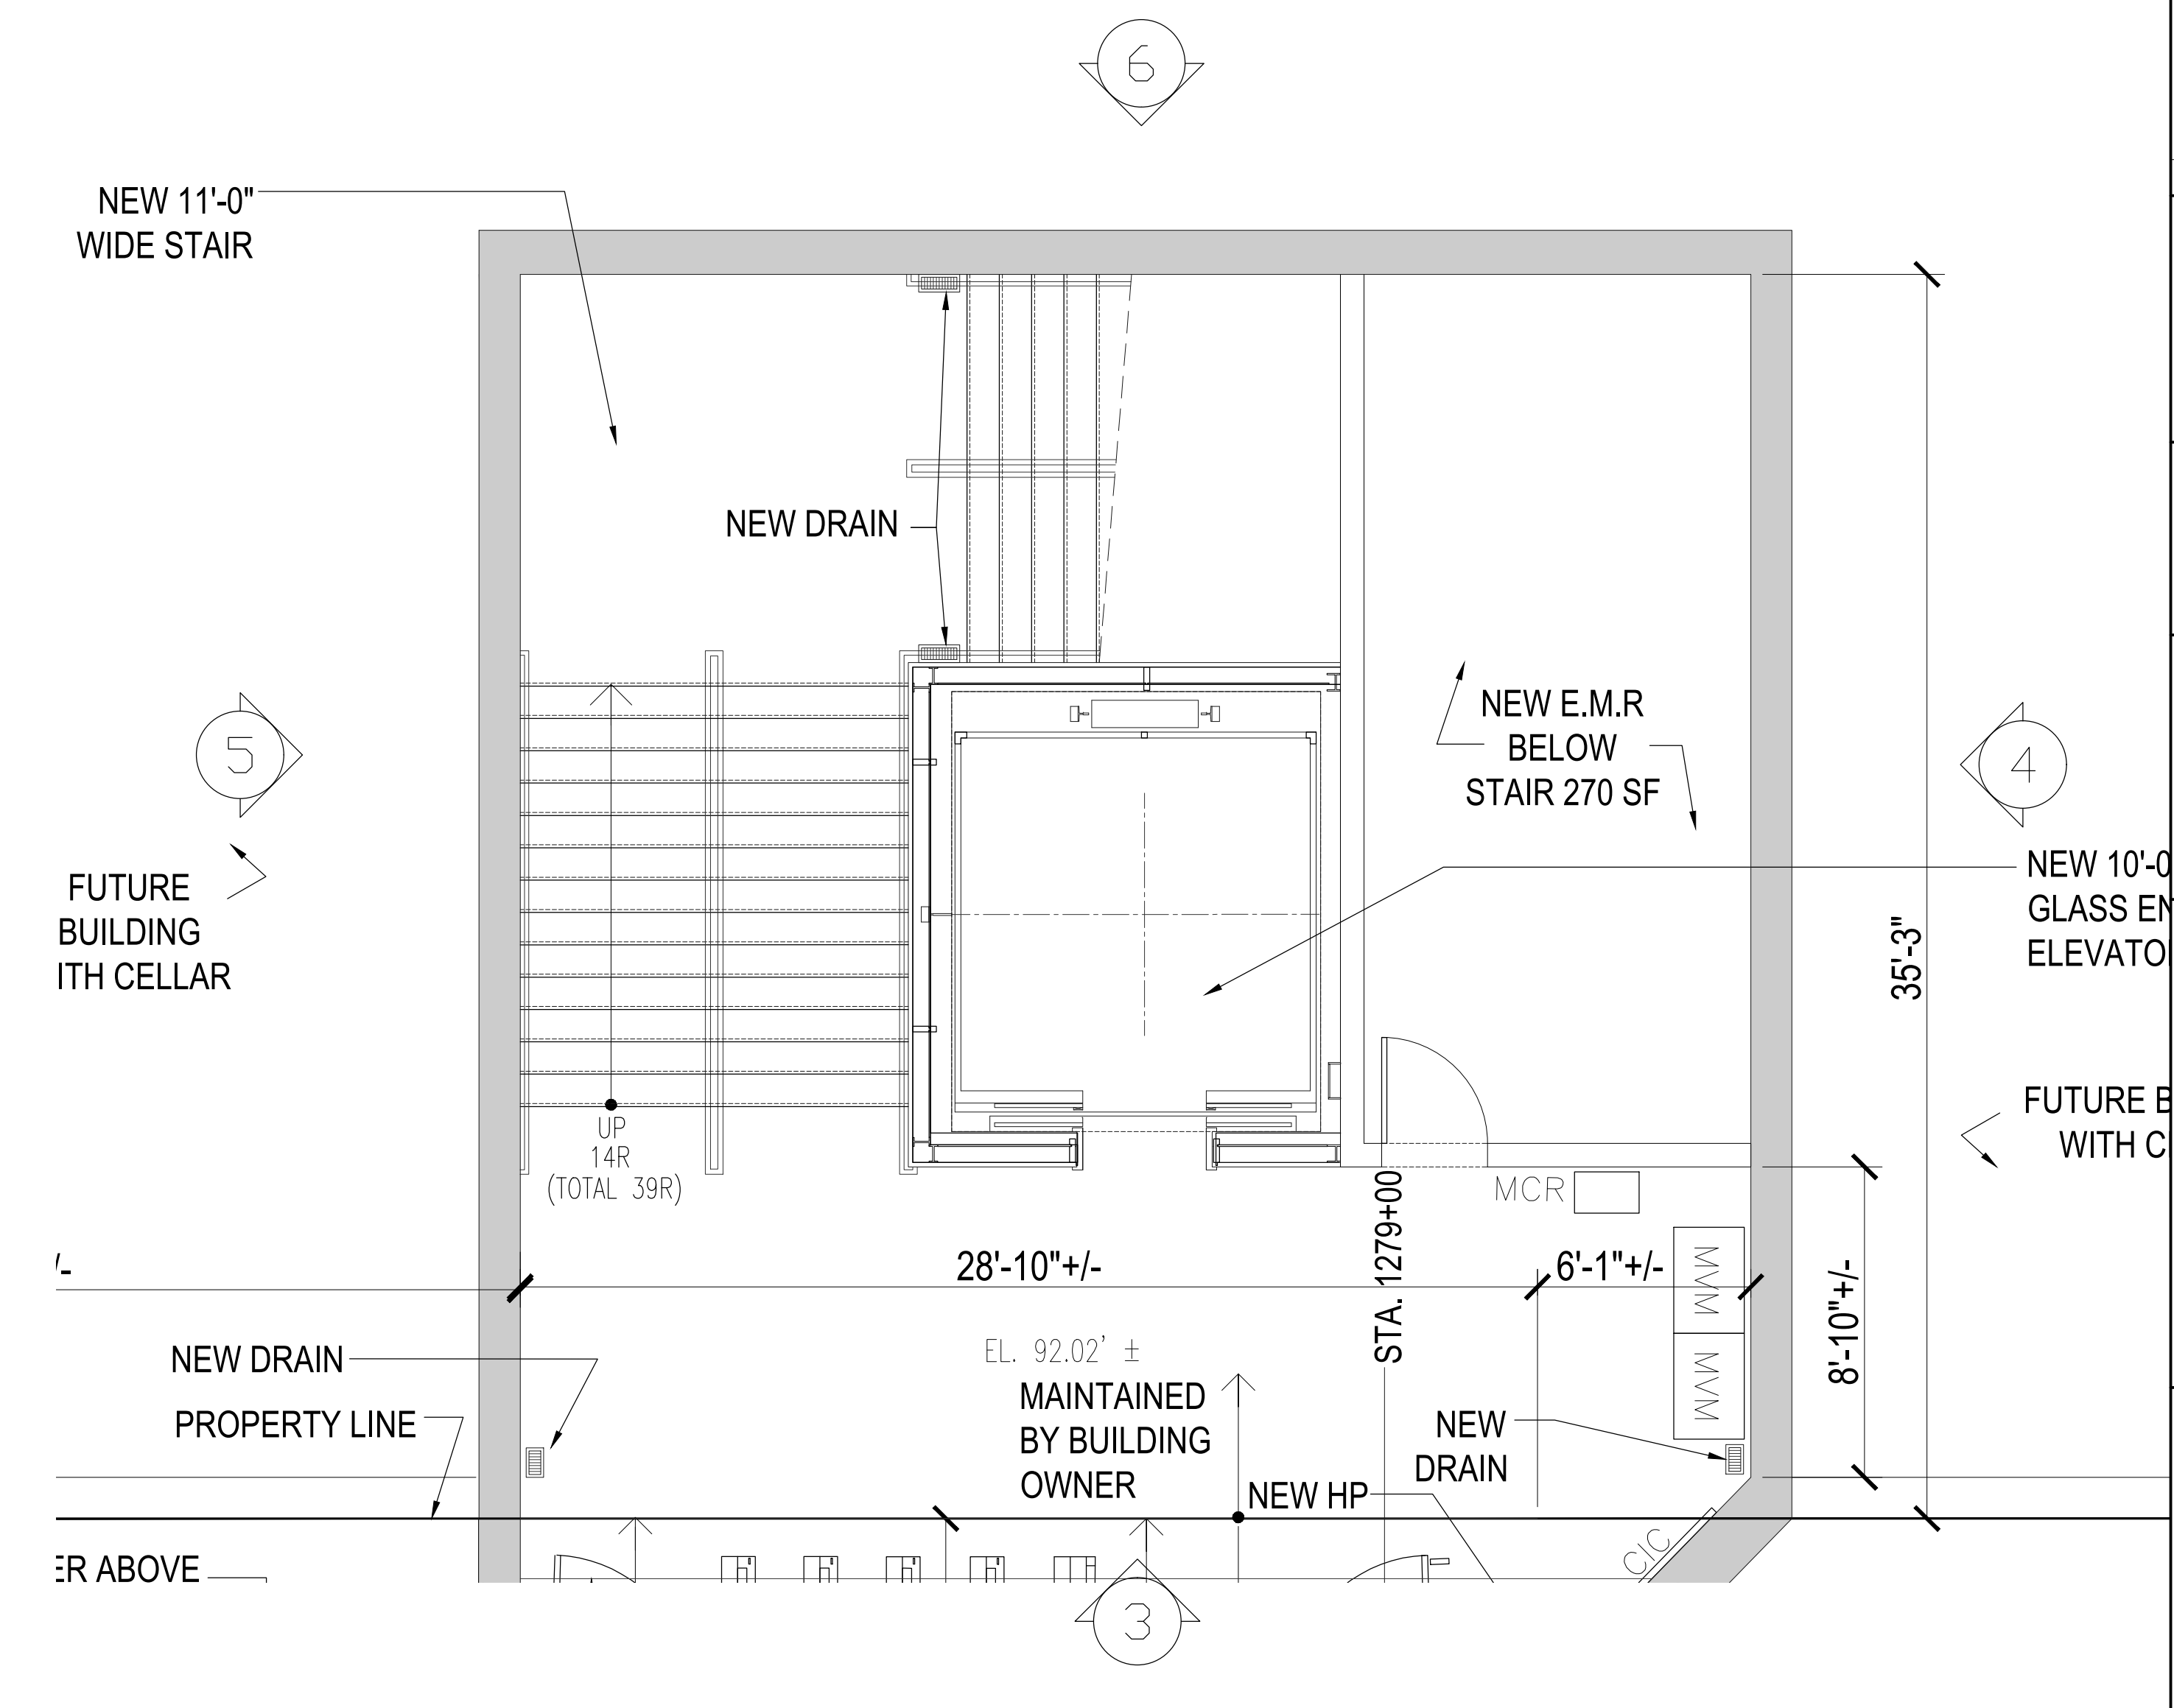 6
NEW 11'-0"
WIDE STAIR
NEW DRAIN
NEW E.M.R
BELOW
STAIR 270 SF
5
4
FUTURE
BUILDING
ITH CELLAR
NEW 10'-0
GLASS EN
ELEVATO
35'-3"
FUTURE B
WITH C
UP
14R
(TOTAL 39R)
MCR
STA. 1279+00
28'-10"+/-
6'-1"+/-
/-
MVM
MVM
8'-10"+/-
NEW DRAIN
EL. 92.02' ±
MAINTAINED
BY BUILDING
OWNER
PROPERTY LINE
NEW
DRAIN
NEW HP
CIC
ER ABOVE
3